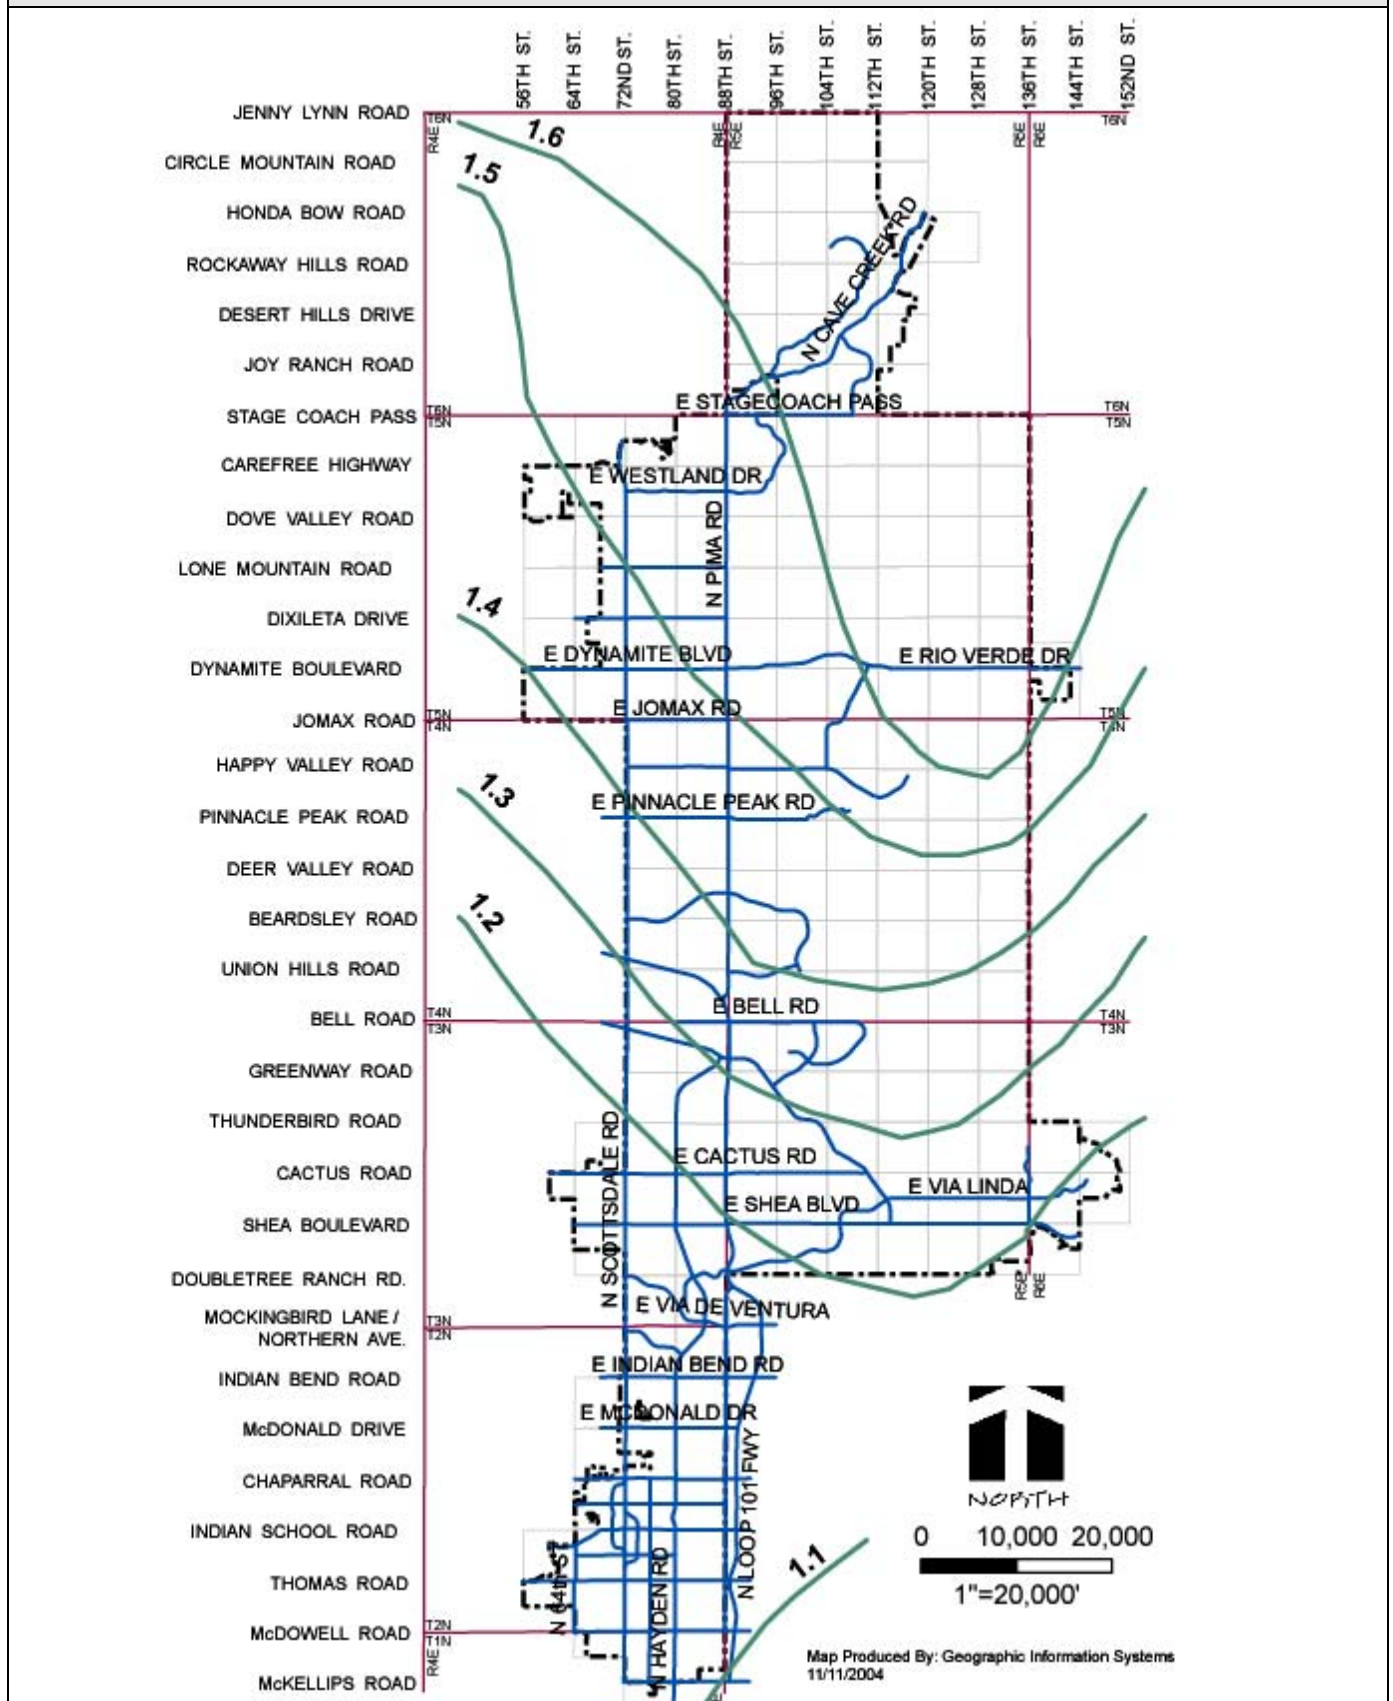 56TH ST.
64TH ST.
72ND ST.
80TH ST.
88TH ST.
96TH ST.
104TH ST.
112TH ST.
120TH ST.
128TH ST.
136TH ST.
144TH ST.
152ND ST.
JENNY LYNN ROAD
T6N
T6N
R4E
R4E
R5E
R5E
R6E
1.6
CIRCLE MOUNTAIN ROAD
1.5
HONDA BOW ROAD
N CAVE CREEK RD
ROCKAWAY HILLS ROAD
DESERT HILLS DRIVE
JOY RANCH ROAD
E STAGECOACH PASS
STAGE COACH PASS
T6N
T5N
T6N
T5N
CAREFREE HIGHWAY
E WESTLAND DR
DOVE VALLEY ROAD
N PIMA RD
LONE MOUNTAIN ROAD
1.4
DIXILETA DRIVE
E DYNAMITE BLVD
E RIO VERDE DR
DYNAMITE BOULEVARD
E JOMAX RD
JOMAX ROAD
T5N
T4N
T5N
T4N
HAPPY VALLEY ROAD
1.3
E PINNACLE PEAK RD
PINNACLE PEAK ROAD
DEER VALLEY ROAD
1.2
BEARDSLEY ROAD
UNION HILLS ROAD
E BELL RD
BELL ROAD
T4N
T3N
T4N
T3N
GREENWAY ROAD
THUNDERBIRD ROAD
N SCOTTSDALE RD
E CACTUS RD
CACTUS ROAD
E VIA LINDA
E SHEA BLVD
SHEA BOULEVARD
DOUBLETREE RANCH RD.
R5E
R6E
E VIA DE VENTURA
MOCKINGBIRD LANE /
NORTHERN AVE.
T3N
T2N
E INDIAN BEND RD
INDIAN BEND ROAD
E MCDONALD DR
McDONALD DRIVE
N LOOP 101 FWY
CHAPARRAL ROAD
NORTH
INDIAN SCHOOL ROAD
0 10,000 20,000
1"=20,000'
1.1
N 64TH ST
N HAYDEN RD
THOMAS ROAD
McDOWELL ROAD
T2N
T1N
R4E
Map Produced By: Geographic Information Systems
11/11/2004
McKELLIPS ROAD